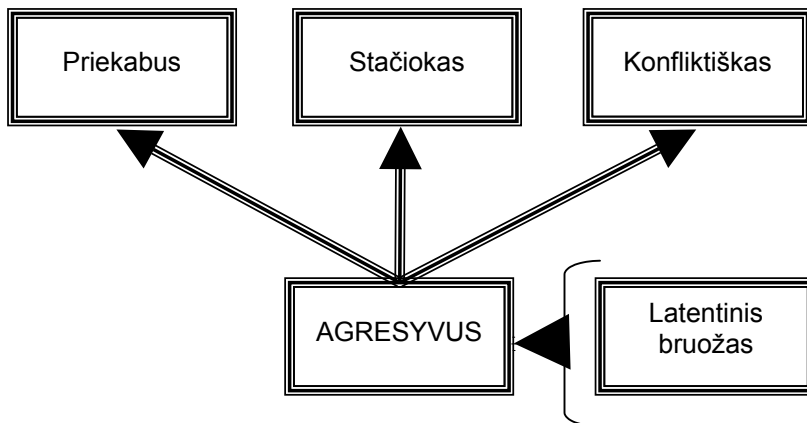 Priekabus
Stačiokas
Konfliktiškas
AGRESYVUS
Latentinis
bruožas